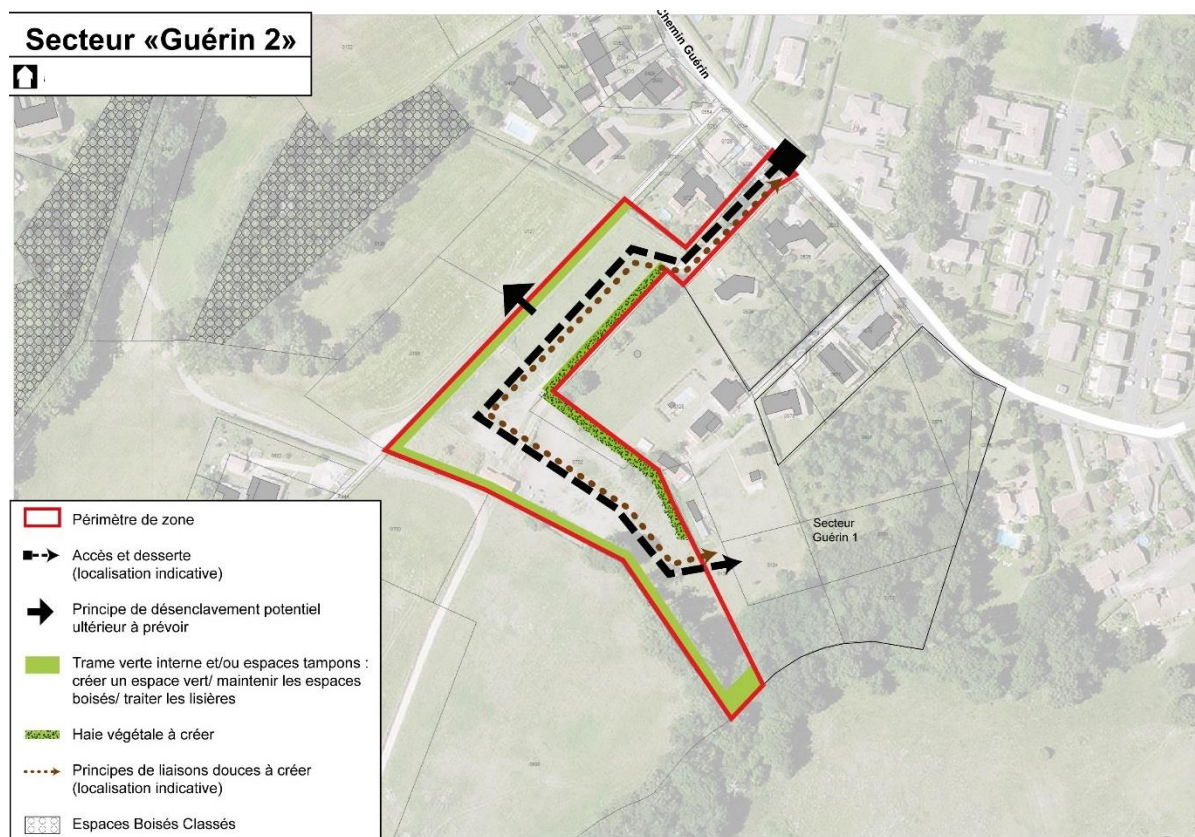 Secteur «Guérin 2»
Chemin Guérin
Secteur
Guérin 1
Périmètre de zone
Accès et desserte
(localisation indicative)
Principe de désenclavement potentiel
ultérieur à prévoir
Trame verte interne et/ou espaces tampons :
créer un espace vert/ maintenir les espaces
boisés/ traiter les lisières
Haie végétale à créer
Principes de liaisons douces à créer
(localisation indicative)
Espaces Boisés Classés